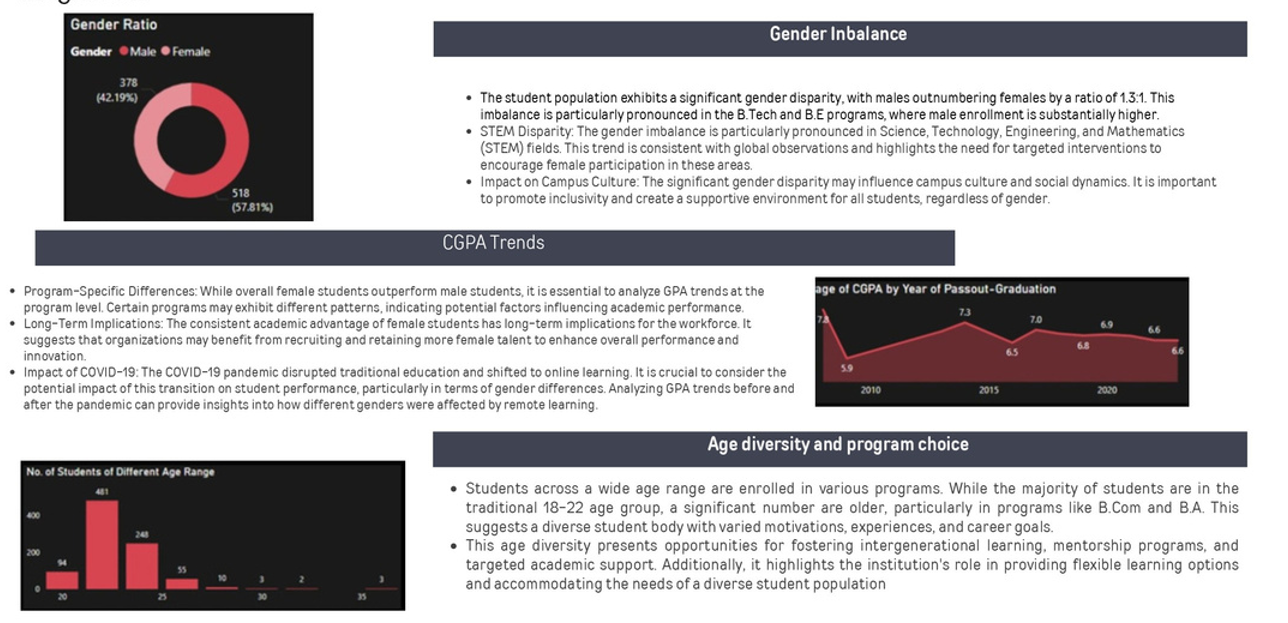 Gender Ratio
Gender Male Female
378
(42.19%)
518
(57.81%)
Gender Inbalance
• The student population exhibits a significant gender disparity, with males outnumbering females by a ratio of 1.3:1. This
imbalance is particularly pronounced in the B.Tech and B.E programs, where male enrollment is substantially higher.
• STEM Disparity: The gender imbalance is particularly pronounced in Science, Technology, Engineering, and Mathematics
(STEM) fields. This trend is consistent with global observations and highlights the need for targeted interventions to
encourage female participation in these areas.
• Impact on Campus Culture: The significant gender disparity may influence campus culture and social dynamics. It is important
to promote inclusivity and create a supportive environment for all students, regardless of gender.
CGPA Trends
• Program-Specific Differences: While overall female students outperform male students, it is essential to analyze GPA trends at the
program level. Certain programs may exhibit different patterns, indicating potential factors influencing academic performance.
• Long-Term Implications: The consistent academic advantage of female students has long-term implications for the workforce. It
suggests that organizations may benefit from recruiting and retaining more female talent to enhance overall performance and
innovation.
• Impact of COVID-19: The COVID-19 pandemic disrupted traditional education and shifted to online learning. It is crucial to consider the
potential impact of this transition on student performance, particularly in terms of gender differences. Analyzing GPA trends before and
after the pandemic can provide insights into how different genders were affected by remote learning.
age of CGPA by Year of Passout-Graduation
5.9
7.3
6.5
7.0
6.8
6.9
6.6
6.6
2010 2015 2020
Age diversity and program choice
• Students across a wide age range are enrolled in various programs. While the majority of students are in the
traditional 18-22 age group, a significant number are older, particularly in programs like B.Com and B.A. This
suggests a diverse student body with varied motivations, experiences, and career goals.
• This age diversity presents opportunities for fostering intergenerational learning, mentorship programs, and
targeted academic support. Additionally, it highlights the institution's role in providing flexible learning options
and accommodating the needs of a diverse student population
No. of Students of Different Age Range
400
200
0
94 481 248 55 10 3 2 3
20 25 30 35